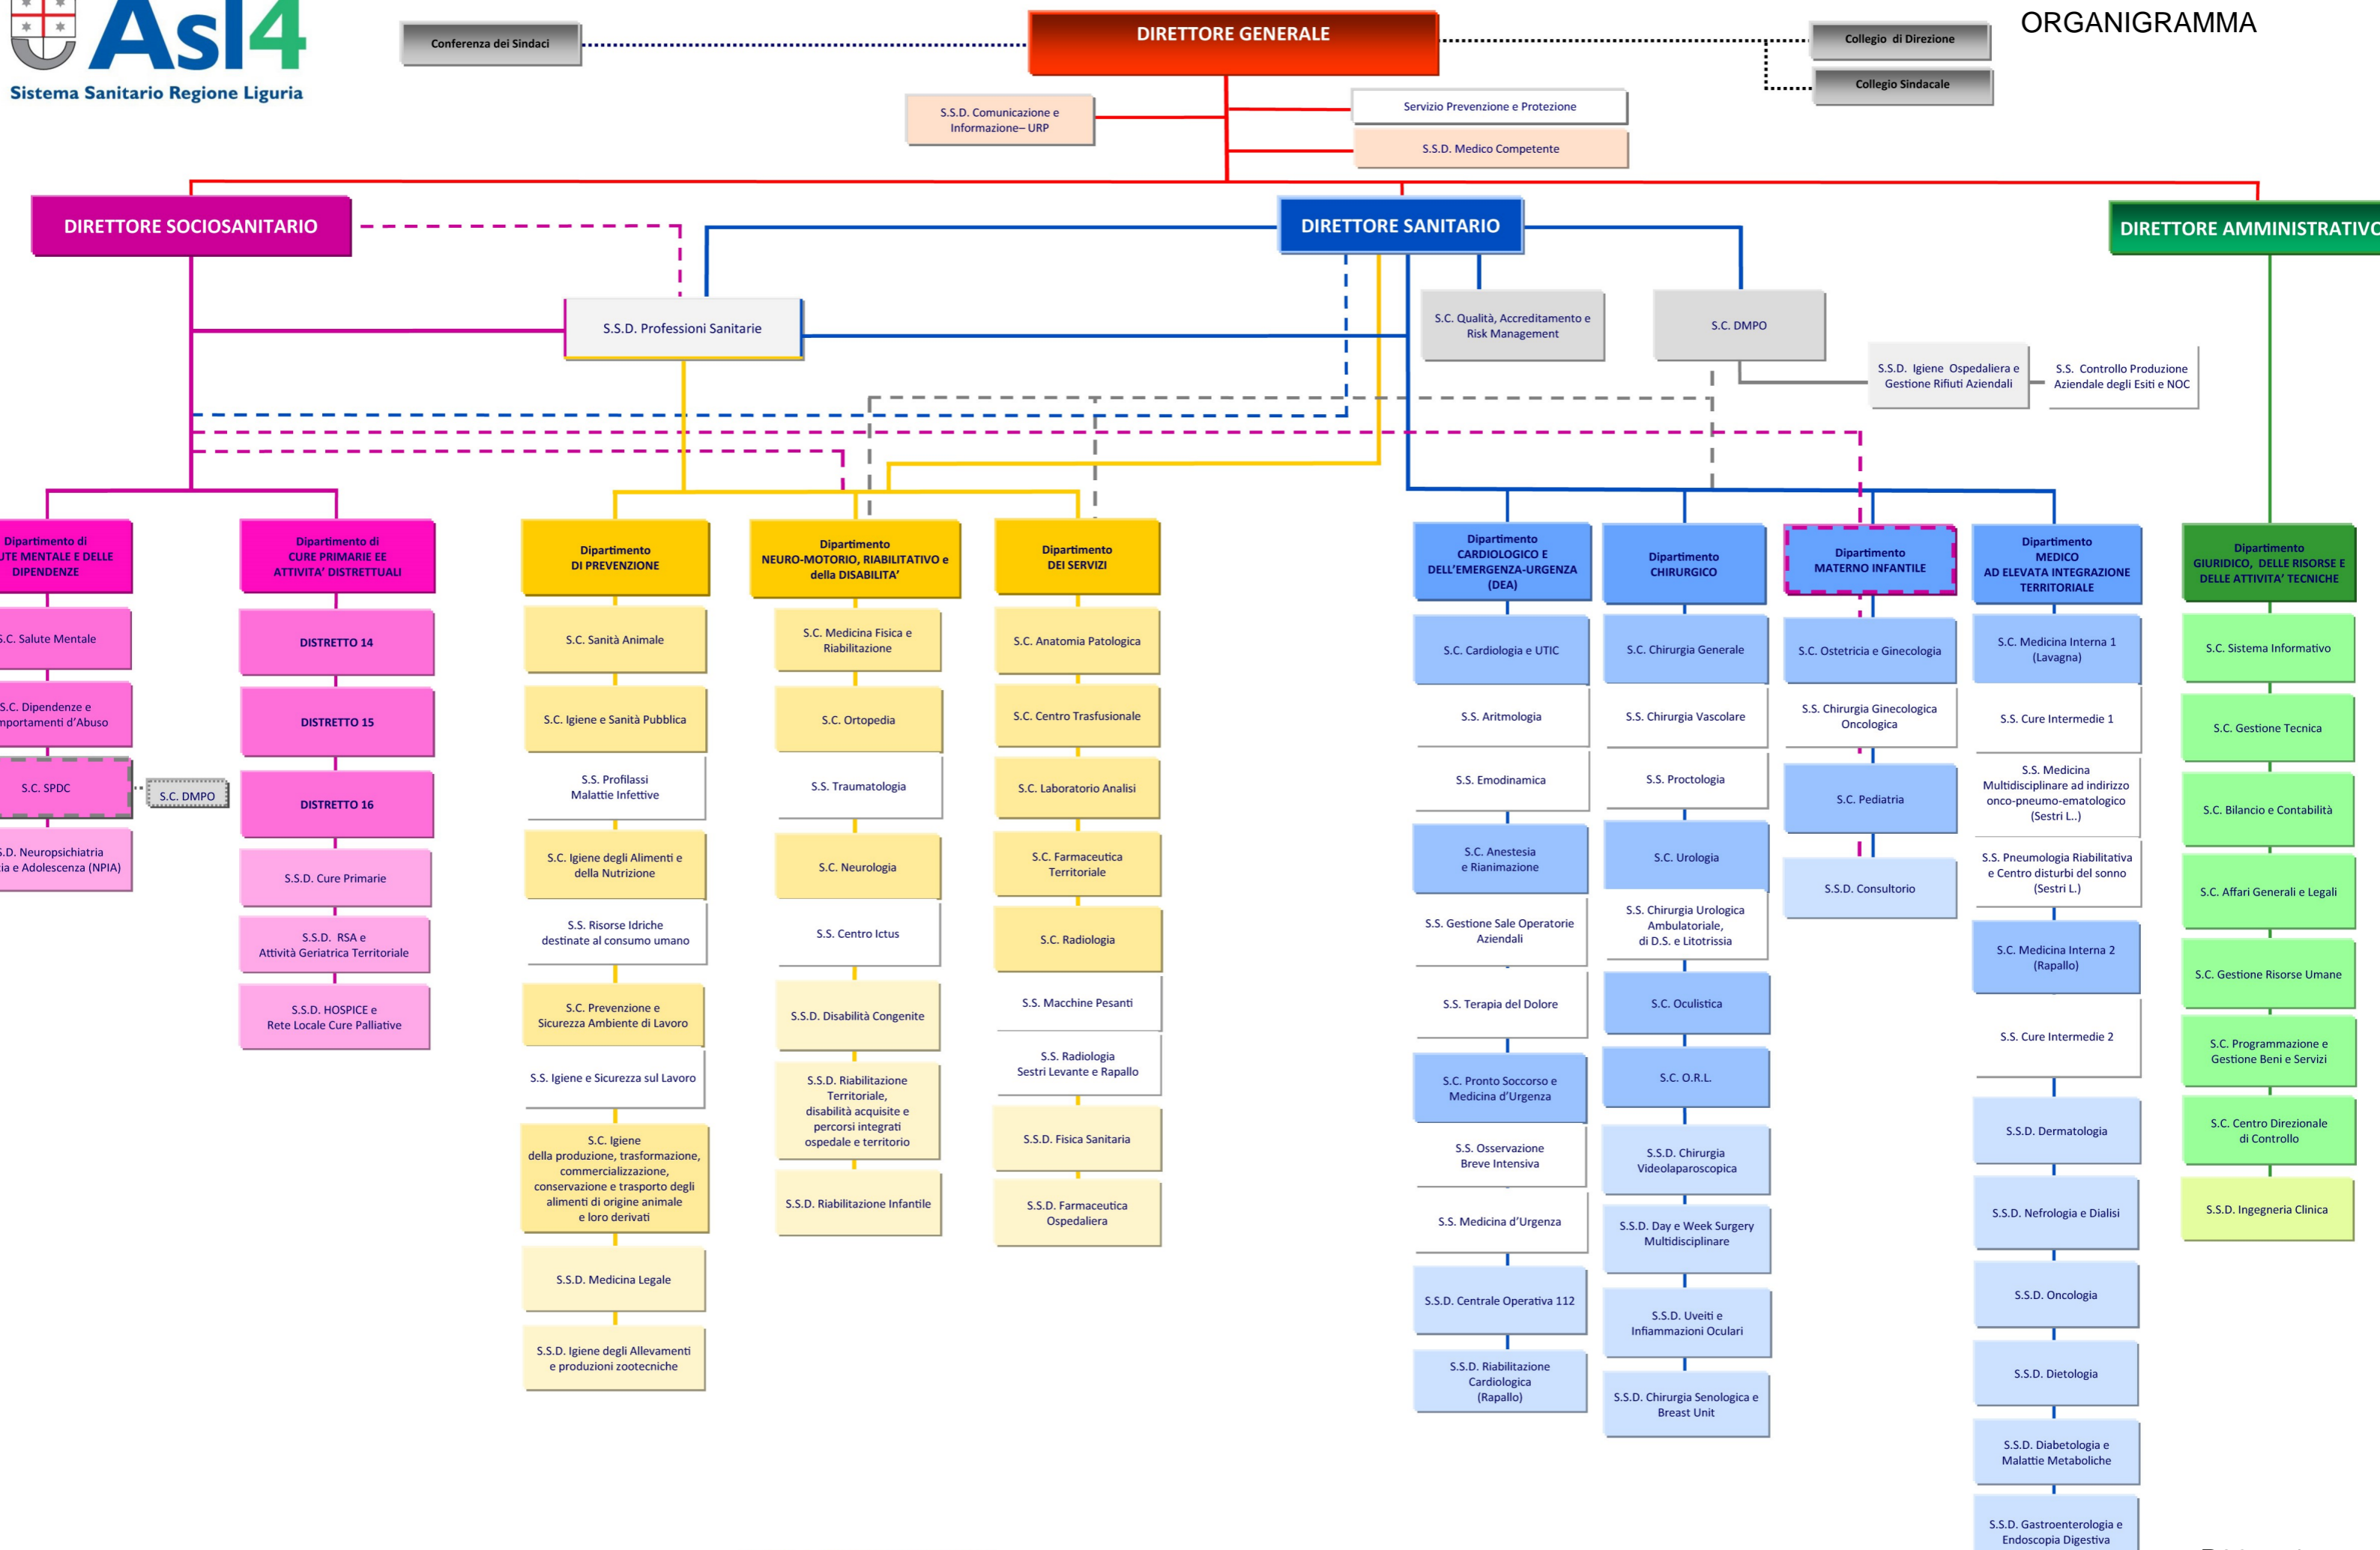 Asl4
Sistema Sanitario Regione Liguria
ORGANIGRAMMA
Conferenza dei Sindaci
DIRETTORE GENERALE
Collegio di Direzione
Collegio Sindacale
S.S.D. Comunicazione e
Informazione– URP
Servizio Prevenzione e Protezione
S.S.D. Medico Competente
DIRETTORE SOCIOSANITARIO
DIRETTORE SANITARIO
DIRETTORE AMMINISTRATIVO
S.S.D. Professioni Sanitarie
S.C. Qualità, Accreditamento e
Risk Management
S.C. DMPO
S.S.D. Igiene Ospedaliera e
Gestione Rifiuti Aziendali
S.S. Controllo Produzione
Aziendale degli Esiti e NOC
Dipartimento di
UTE MENTALE E DELLE
DIPENDENZE
S.C. Salute Mentale
S.C. Dipendenze e
mportamenti d'Abuso
S.C. SPDC
S.C. DMPO
S.D. Neuropsichiatria
zia e Adolescenza (NPIA)
Dipartimento di
CURE PRIMARIE EE
ATTIVITA' DISTRETTUALI
DISTRETTO 14
DISTRETTO 15
DISTRETTO 16
S.S.D. Cure Primarie
S.S.D. RSA e
Attività Geriatrica Territoriale
S.S.D. HOSPICE e
Rete Locale Cure Palliative
Dipartimento
DI PREVENZIONE
S.C. Sanità Animale
S.C. Igiene e Sanità Pubblica
S.S. Profilassi
Malattie Infettive
S.C. Igiene degli Alimenti e
della Nutrizione
S.S. Risorse Idriche
destinate al consumo umano
S.C. Prevenzione e
Sicurezza Ambiente di Lavoro
S.S. Igiene e Sicurezza sul Lavoro
S.C. Igiene
della produzione, trasformazione,
commercializzazione,
conservazione e trasporto degli
alimenti di origine animale
e loro derivati
S.S.D. Medicina Legale
S.S.D. Igiene degli Allevamenti
e produzioni zootecniche
Dipartimento
NEURO-MOTORIO, RIABILITATIVO e
della DISABILITA'
S.C. Medicina Fisica e
Riabilitazione
S.C. Ortopedia
S.S. Traumatologia
S.C. Neurologia
S.S. Centro Ictus
S.S.D. Disabilità Congenite
S.S.D. Riabilitazione
Territoriale,
disabilità acquisite e
percorsi integrati
ospedale e territorio
S.S.D. Riabilitazione Infantile
Dipartimento
DEI SERVIZI
S.C. Anatomia Patologica
S.C. Centro Trasfusionale
S.C. Laboratorio Analisi
S.C. Farmaceutica
Territoriale
S.C. Radiologia
S.S. Macchine Pesanti
S.S. Radiologia
Sestri Levante e Rapallo
S.S.D. Fisica Sanitaria
S.S.D. Farmaceutica
Ospedaliera
Dipartimento
CARDIOLOGICO E
DELL'EMERGENZA-URGENZA
(DEA)
S.C. Cardiologia e UTIC
S.S. Aritmologia
S.S. Emodinamica
S.C. Anestesia
e Rianimazione
S.S. Gestione Sale Operatorie
Aziendali
S.S. Terapia del Dolore
S.C. Pronto Soccorso e
Medicina d'Urgenza
S.S. Osservazione
Breve Intensiva
S.S. Medicina d'Urgenza
S.S.D. Centrale Operativa 112
S.S.D. Riabilitazione
Cardiologica
(Rapallo)
Dipartimento
CHIRURGICO
S.C. Chirurgia Generale
S.S. Chirurgia Vascolare
S.S. Proctologia
S.C. Urologia
S.S. Chirurgia Urologica
Ambulatoriale,
di D.S. e Litotrissia
S.C. Oculistica
S.C. O.R.L.
S.S.D. Chirurgia
Videolaparoscopica
S.S.D. Day e Week Surgery
Multidisciplinare
S.S.D. Uveiti e
Infiammazioni Oculari
S.S.D. Chirurgia Senologica e
Breast Unit
Dipartimento
MATERNO INFANTILE
S.C. Ostetricia e Ginecologia
S.S. Chirurgia Ginecologica
Oncologica
S.C. Pediatria
S.S.D. Consultorio
Dipartimento
MEDICO
AD ELEVATA INTEGRAZIONE
TERRITORIALE
S.C. Medicina Interna 1
(Lavagna)
S.S. Cure Intermedie 1
S.S. Medicina
Multidisciplinare ad indirizzo
onco-pneumo-ematologico
(Sestri L..)
S.S. Pneumologia Riabilitativa
e Centro disturbi del sonno
(Sestri L.)
S.C. Medicina Interna 2
(Rapallo)
S.S. Cure Intermedie 2
S.S.D. Dermatologia
S.S.D. Nefrologia e Dialisi
S.S.D. Oncologia
S.S.D. Dietologia
S.S.D. Diabetologia e
Malattie Metaboliche
S.S.D. Gastroenterologia e
Endoscopia Digestiva
Dipartimento
GIURIDICO, DELLE RISORSE E
DELLE ATTIVITA' TECNICHE
S.C. Sistema Informativo
S.C. Gestione Tecnica
S.C. Bilancio e Contabilità
S.C. Affari Generali e Legali
S.C. Gestione Risorse Umane
S.C. Programmazione e
Gestione Beni e Servizi
S.C. Centro Direzionale
di Controllo
S.S.D. Ingegneria Clinica